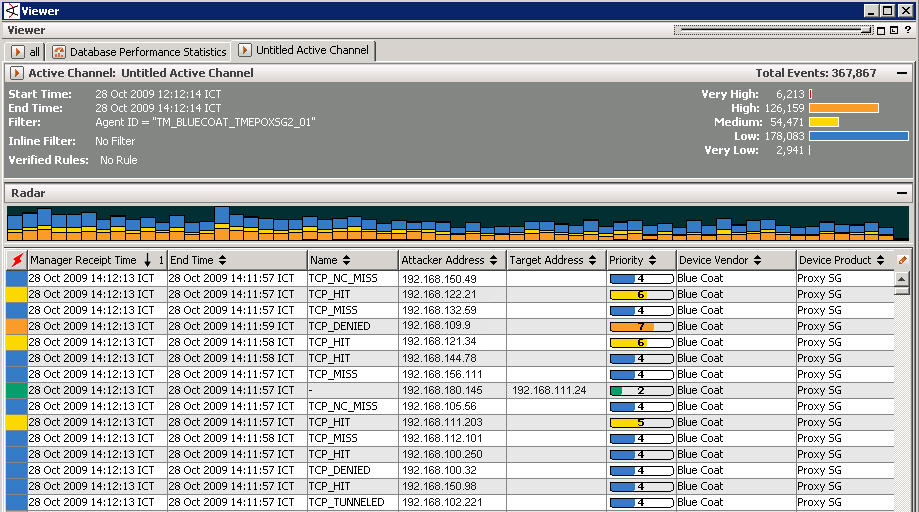 Viewer
Viewer
?
all Database Performance Statistics Untitled Active Channel
Active Channel: Untitled Active Channel Total Events: 367,867
Start Time: 28 Oct 2009 12:12:14 ICT Very High: 6,213
End Time: 28 Oct 2009 14:12:14 ICT High: 126,159
Filter: Agent ID = "TM_BLUECOAT_TMEPOXSG2_01" Medium: 54,471
Inline Filter: No Filter Low: 178,083
Verified Rules: No Rule Very Low: 2,941
Radar
Manager Receipt Time 1 End Time Name Attacker Address Target Address Priority Device Vendor Device Product
28 Oct 2009 14:12:13 ICT 28 Oct 2009 14:11:57 ICT TCP_NC_MISS 192.168.150.49 4 Blue Coat Proxy SG
28 Oct 2009 14:12:13 ICT 28 Oct 2009 14:11:57 ICT TCP_HIT 192.168.122.21 6 Blue Coat Proxy SG
28 Oct 2009 14:12:13 ICT 28 Oct 2009 14:11:57 ICT TCP_MISS 192.168.132.59 4 Blue Coat Proxy SG
28 Oct 2009 14:12:13 ICT 28 Oct 2009 14:11:59 ICT TCP_DENIED 192.168.109.9 7 Blue Coat Proxy SG
28 Oct 2009 14:12:13 ICT 28 Oct 2009 14:11:58 ICT TCP_HIT 192.168.121.34 6 Blue Coat Proxy SG
28 Oct 2009 14:12:13 ICT 28 Oct 2009 14:11:58 ICT TCP_HIT 192.168.144.78 4 Blue Coat Proxy SG
28 Oct 2009 14:12:13 ICT 28 Oct 2009 14:11:57 ICT TCP_MISS 192.168.156.111 4 Blue Coat Proxy SG
28 Oct 2009 14:12:13 ICT 28 Oct 2009 14:11:57 ICT - 192.168.180.145 192.168.111.24 2 Blue Coat Proxy SG
28 Oct 2009 14:12:13 ICT 28 Oct 2009 14:11:57 ICT TCP_NC_MISS 192.168.105.56 4 Blue Coat Proxy SG
28 Oct 2009 14:12:13 ICT 28 Oct 2009 14:11:57 ICT TCP_HIT 192.168.111.203 5 Blue Coat Proxy SG
28 Oct 2009 14:12:13 ICT 28 Oct 2009 14:11:58 ICT TCP_MISS 192.168.112.101 4 Blue Coat Proxy SG
28 Oct 2009 14:12:13 ICT 28 Oct 2009 14:11:57 ICT TCP_HIT 192.168.100.250 4 Blue Coat Proxy SG
28 Oct 2009 14:12:13 ICT 28 Oct 2009 14:11:57 ICT TCP_DENIED 192.168.100.32 4 Blue Coat Proxy SG
28 Oct 2009 14:12:13 ICT 28 Oct 2009 14:11:57 ICT TCP_HIT 192.168.150.98 4 Blue Coat Proxy SG
28 Oct 2009 14:12:13 ICT 28 Oct 2009 14:11:57 ICT TCP_TUNNELED 192.168.102.221 4 Blue Coat Proxy SG